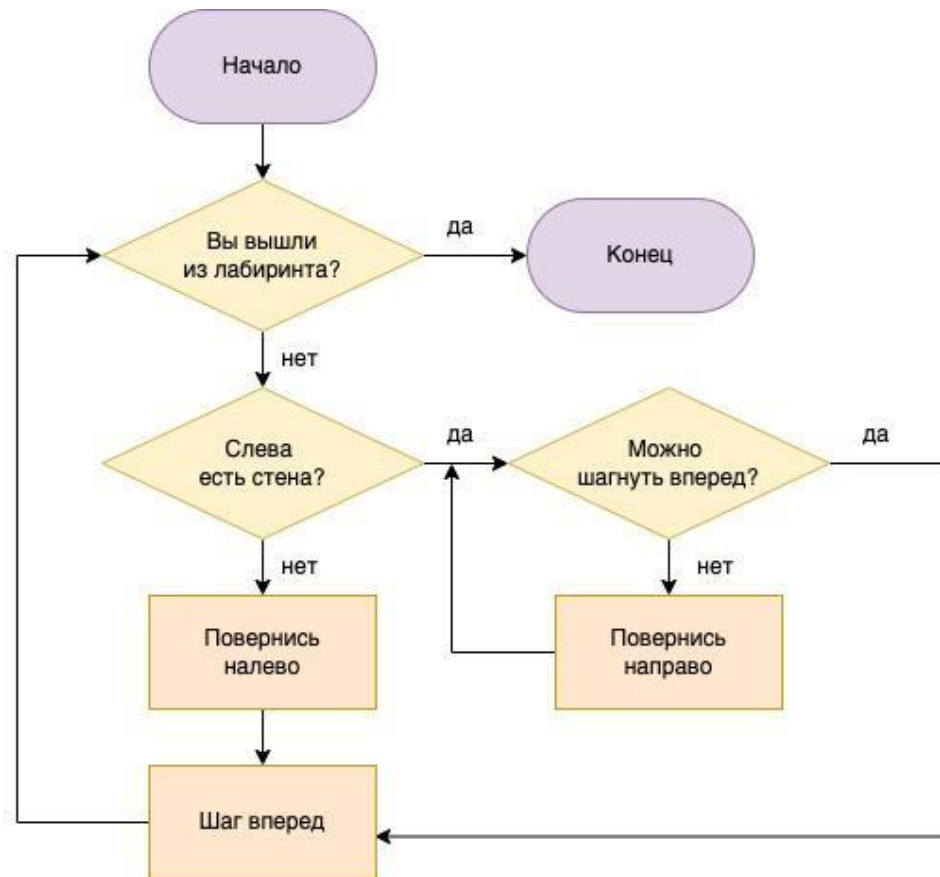 Начало
Вы вышли
из лабиринта?
да
Конец
нет
Слева
есть стена?
да
Можно
шагнуть вперед?
да
нет
Повернись
налево
нет
Повернись
направо
Шаг вперед